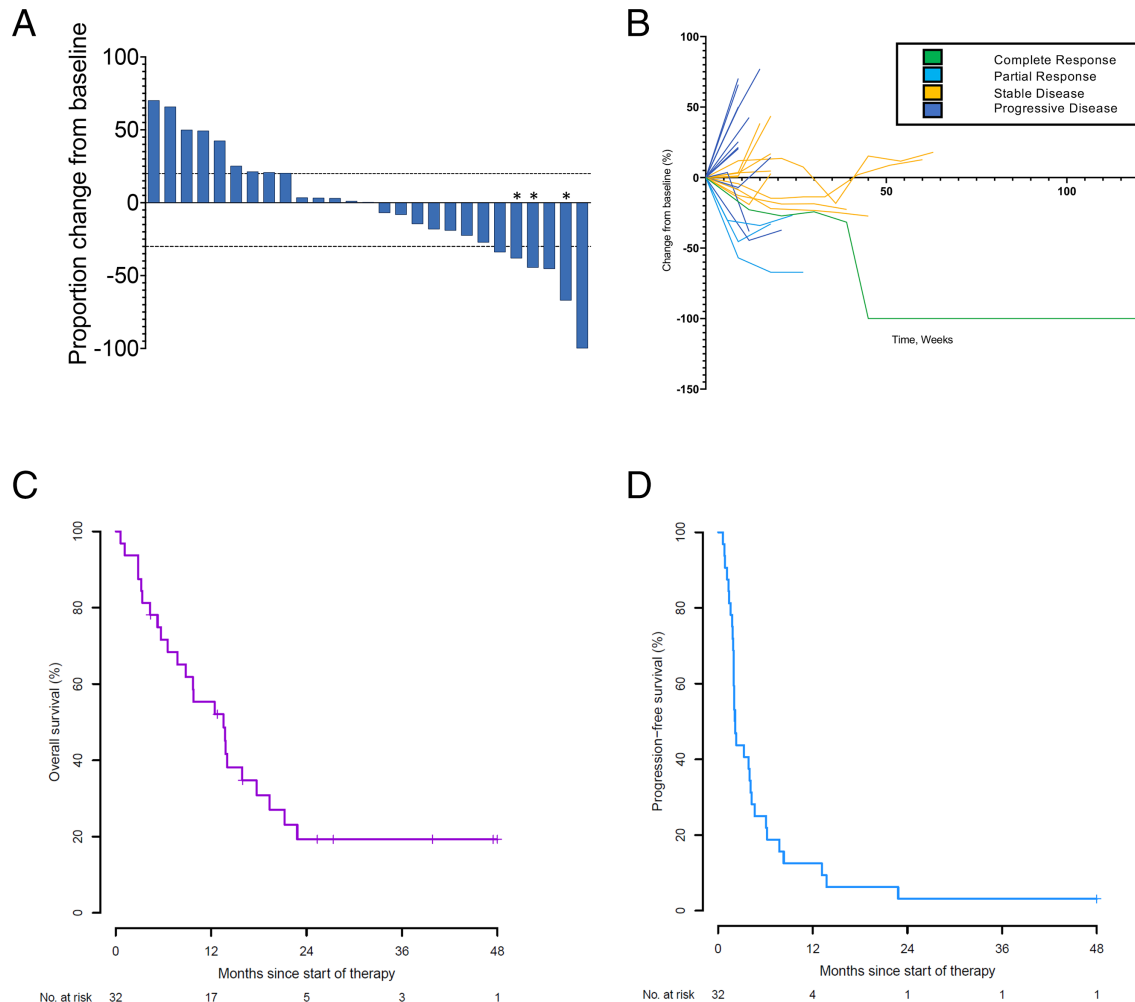 A
Proportion change from baseline
100
50
0
-50
-100
* * *
B
Change from baseline (%)
100
50
0
-50
-100
-150
50
100
Time, Weeks
Complete Response
Partial Response
Stable Disease
Progressive Disease
C
Overall survival (%)
100
80
60
40
20
0
0 12 24 36 48
Months since start of therapy
No. at risk 32 17 5 3 1
D
Progression−free survival (%)
100
80
60
40
20
0
0 12 24 36 48
Months since start of therapy
No. at risk 32 4 1 1 1